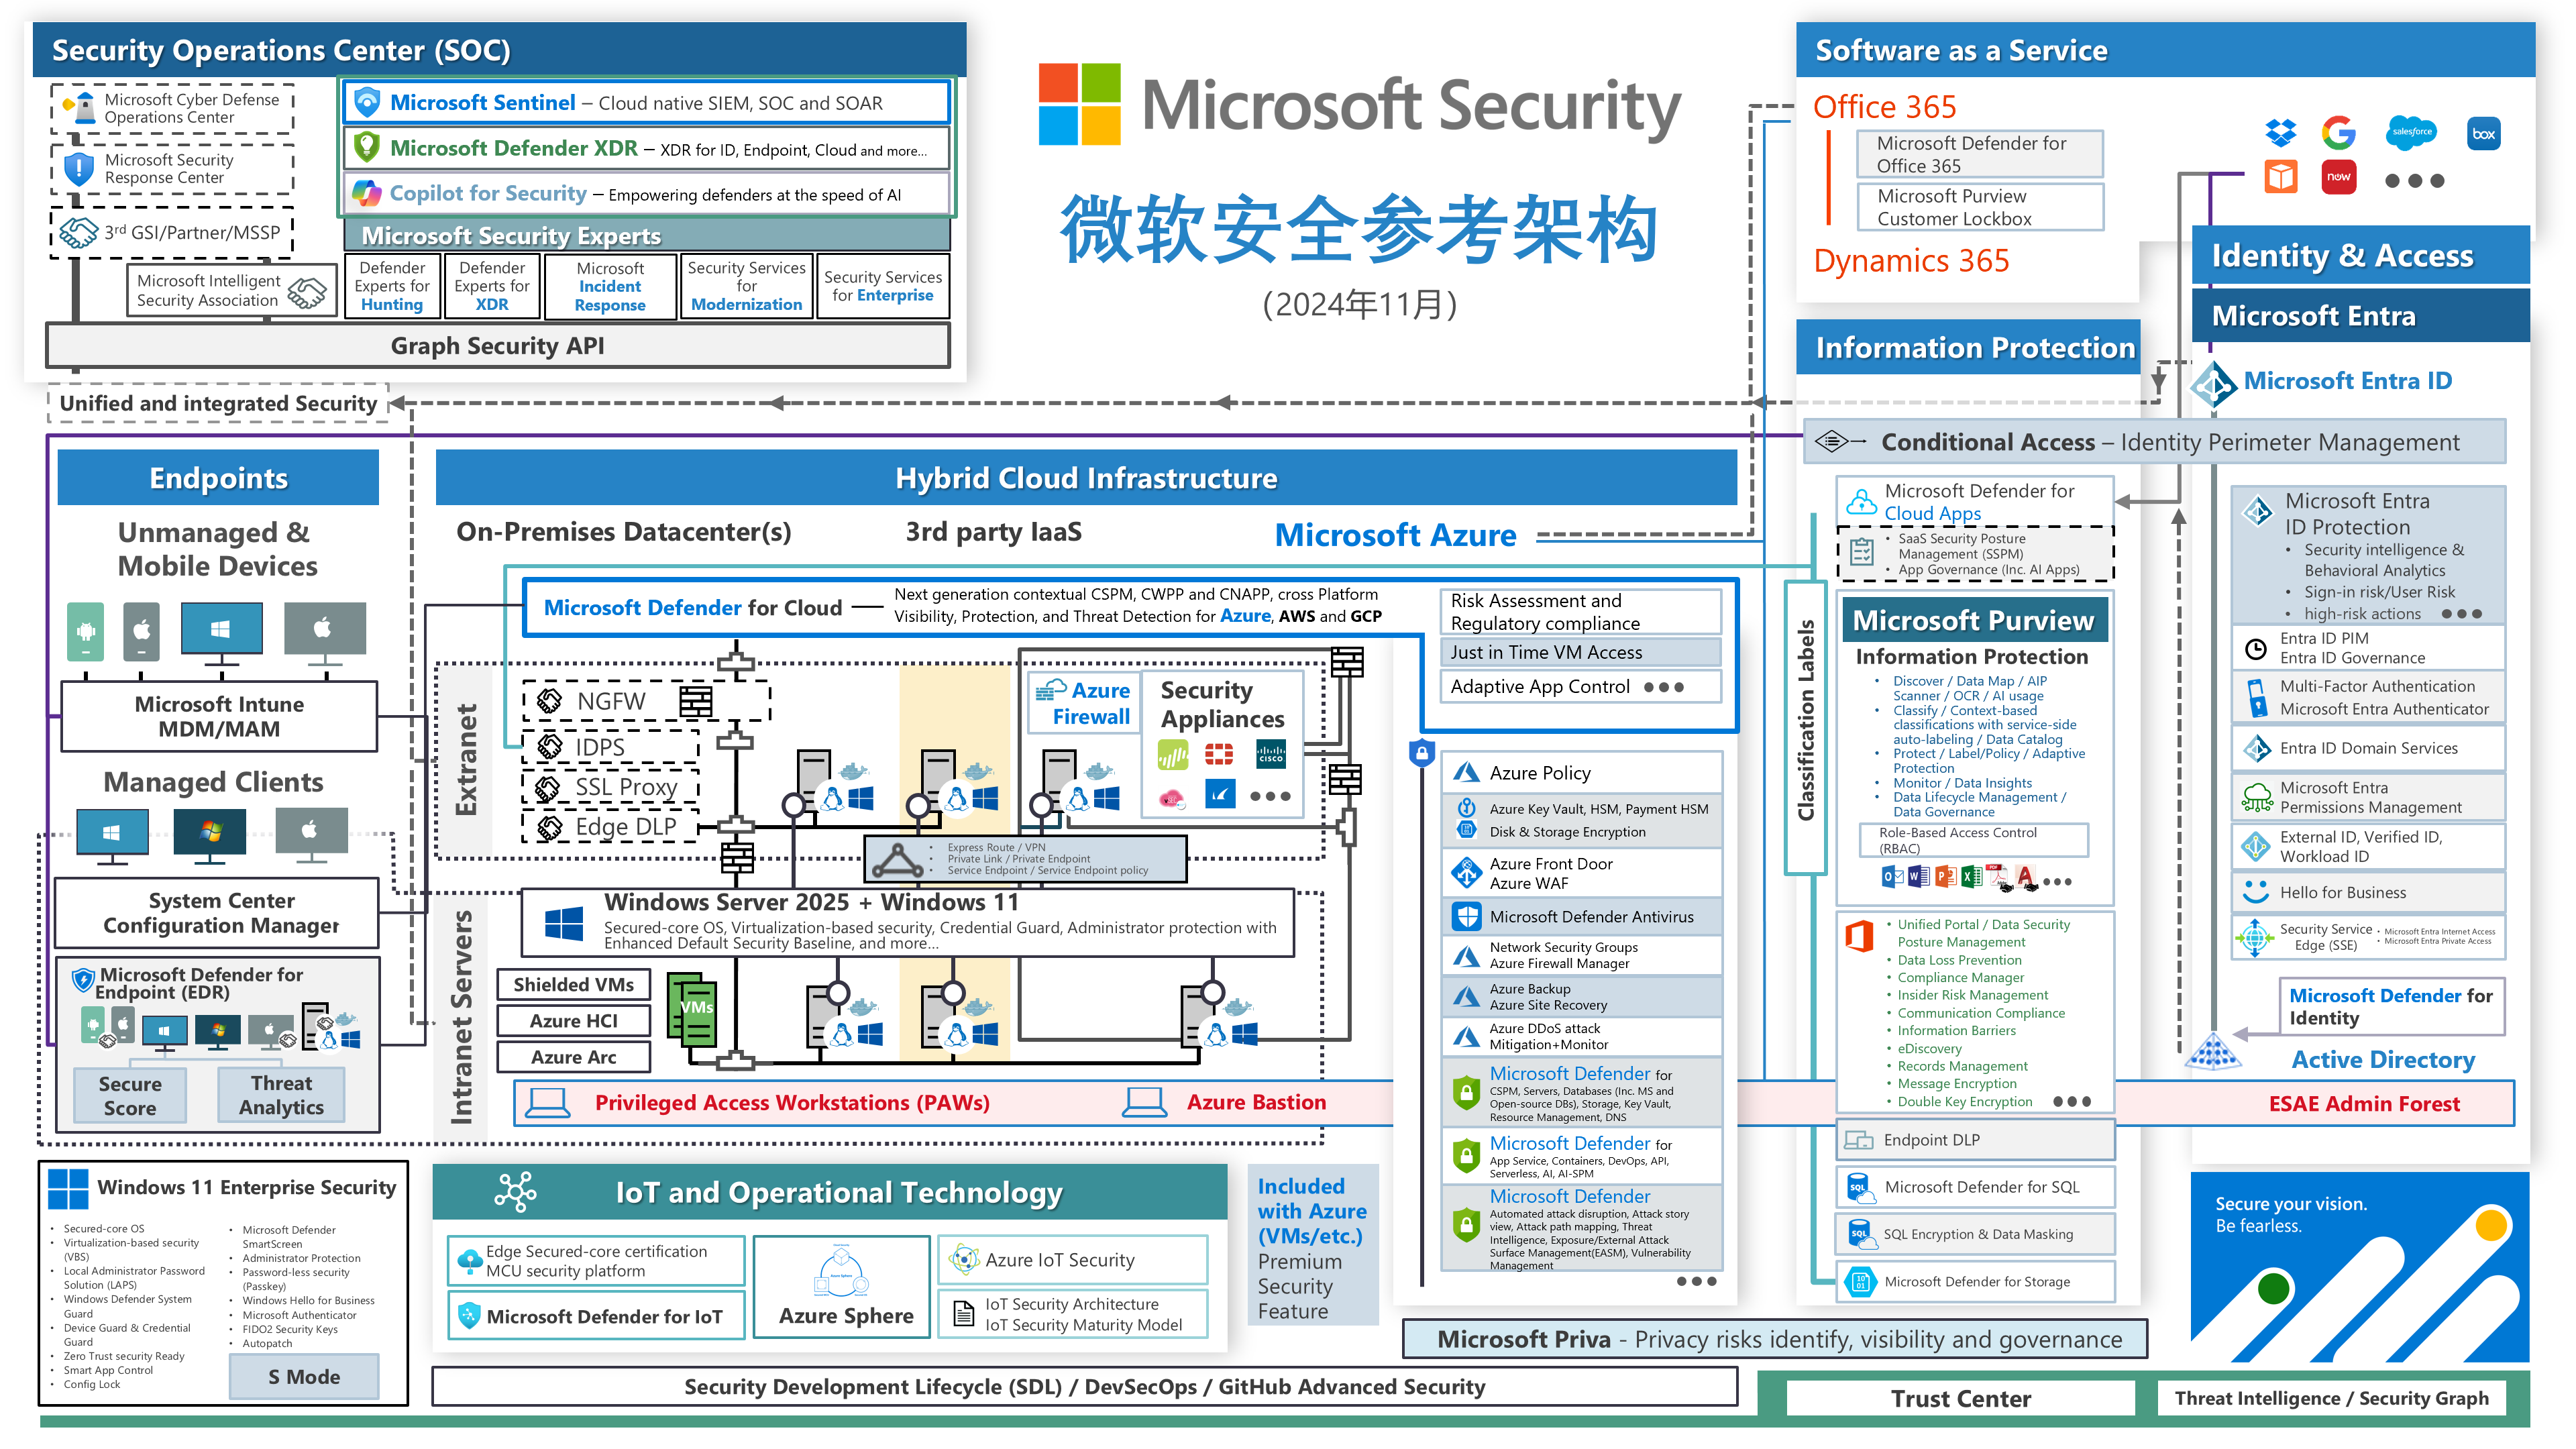 Security Operations Center (SOC)
Microsoft Cyber Defense
Operations Center
Microsoft Security
Response Center
3rd GSI/Partner/MSSP
Microsoft Intelligent
Security Association
Microsoft Sentinel – Cloud native SIEM, SOC and SOAR
Microsoft Defender XDR – XDR for ID, Endpoint, Cloud and more...
Copilot for Security – Empowering defenders at the speed of AI
Microsoft Security Experts
Defender
Experts for
Hunting
Defender
Experts for
XDR
Microsoft
Incident
Response
Security Services
for
Modernization
Security Services
for Enterprise
Graph Security API
Unified and integrated Security
Microsoft Security
微软安全参考架构
(2024年11月)
Software as a Service
Office 365
Microsoft Defender for
Office 365
Microsoft Purview
Customer Lockbox
Dynamics 365
salesforce
box
now
Identity & Access
Microsoft Entra
Microsoft Entra ID
Information Protection
Conditional Access – Identity Perimeter Management
Endpoints
Unmanaged &
Mobile Devices
Microsoft Intune
MDM/MAM
Managed Clients
System Center
Configuration Manager
Microsoft Defender for
Endpoint (EDR)
Secure
Score
Threat
Analytics
Hybrid Cloud Infrastructure
On-Premises Datacenter(s)
3rd party IaaS
Microsoft Azure
Microsoft Defender for Cloud
Next generation contextual CSPM, CWPP and CNAPP, cross Platform
Visibility, Protection, and Threat Detection for Azure, AWS and GCP
Risk Assessment and
Regulatory compliance
Just in Time VM Access
Adaptive App Control
Extranet
NGFW
IDPS
SSL Proxy
Edge DLP
Azure
Firewall
Security
Appliances
CISCO
• Express Route / VPN
• Private Link / Private Endpoint
• Service Endpoint / Service Endpoint policy
Intranet Servers
Windows Server 2025 + Windows 11
Secured-core OS, Virtualization-based security, Credential Guard, Administrator protection with
Enhanced Default Security Baseline, and more...
Shielded VMs
Azure HCI
Azure Arc
VMs
Privileged Access Workstations (PAWs)
Azure Bastion
ESAE Admin Forest
Azure Policy
Azure Key Vault, HSM, Payment HSM
Disk & Storage Encryption
Azure Front Door
Azure WAF
Microsoft Defender Antivirus
Network Security Groups
Azure Firewall Manager
Azure Backup
Azure Site Recovery
Azure DDoS attack
Mitigation+Monitor
Microsoft Defender for
CSPM, Servers, Databases (Inc. MS and
Open-source DBs), Storage, Key Vault,
Resource Management, DNS
Microsoft Defender for
App Service, Containers, DevOps, API,
Serverless, AI, AI-SPM
Microsoft Defender
Automated attack disruption, Attack story
view, Attack path mapping, Threat
Intelligence, Exposure/External Attack
Surface Management(EASM), Vulnerability
Management
Classification Labels
Microsoft Defender for
Cloud Apps
• SaaS Security Posture
Management (SSPM)
• App Governance (Inc. AI Apps)
Microsoft Purview
Information Protection
• Discover / Data Map / AIP
Scanner / OCR / AI usage
• Classify / Context-based
classifications with service-side
auto-labeling / Data Catalog
• Protect / Label/Policy / Adaptive
Protection
• Monitor / Data Insights
• Data Lifecycle Management /
Data Governance
Role-Based Access Control
(RBAC)
• Unified Portal / Data Security
Posture Management
• Data Loss Prevention
• Compliance Manager
• Insider Risk Management
• Communication Compliance
• Information Barriers
• eDiscovery
• Records Management
• Message Encryption
• Double Key Encryption
Endpoint DLP
SQL
Microsoft Defender for SQL
SQL
SQL Encryption & Data Masking
Microsoft Defender for Storage
Microsoft Entra
ID Protection
• Security intelligence &
Behavioral Analytics
• Sign-in risk/User Risk
• high-risk actions
Entra ID PIM
Entra ID Governance
Multi-Factor Authentication
Microsoft Entra Authenticator
Entra ID Domain Services
Microsoft Entra
Permissions Management
External ID, Verified ID,
Workload ID
Hello for Business
Security Service
Edge (SSE)
• Microsoft Entra Internet Access
• Microsoft Entra Private Access
Microsoft Defender for
Identity
Active Directory
Windows 11 Enterprise Security
• Secured-core OS
• Virtualization-based security
(VBS)
• Local Administrator Password
Solution (LAPS)
• Windows Defender System
Guard
• Device Guard & Credential
Guard
• Zero Trust security Ready
• Smart App Control
• Config Lock
• Microsoft Defender
SmartScreen
• Administrator Protection
• Password-less security
(Passkey)
• Windows Hello for Business
• Microsoft Authenticator
• FIDO2 Security Keys
• Autopatch
S Mode
IoT and Operational Technology
Edge Secured-core certification
MCU security platform
Microsoft Defender for IoT
Azure Sphere
Azure IoT Security
IoT Security Architecture
IoT Security Maturity Model
Included
with Azure
(VMs/etc.)
Premium
Security
Feature
Microsoft Priva - Privacy risks identify, visibility and governance
Security Development Lifecycle (SDL) / DevSecOps / GitHub Advanced Security
Secure your vision.
Be fearless.
Trust Center
Threat Intelligence / Security Graph